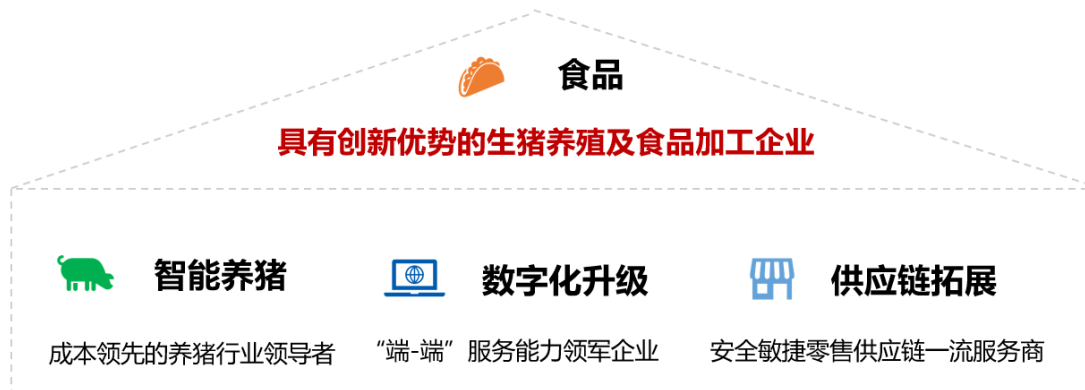 食品
具有创新优势的生猪养殖及食品加工企业
智能养猪
数字化升级
供应链拓展
成本领先的养猪行业领导者
“端-端”服务能力领军企业
安全敏捷零售供应链一流服务商